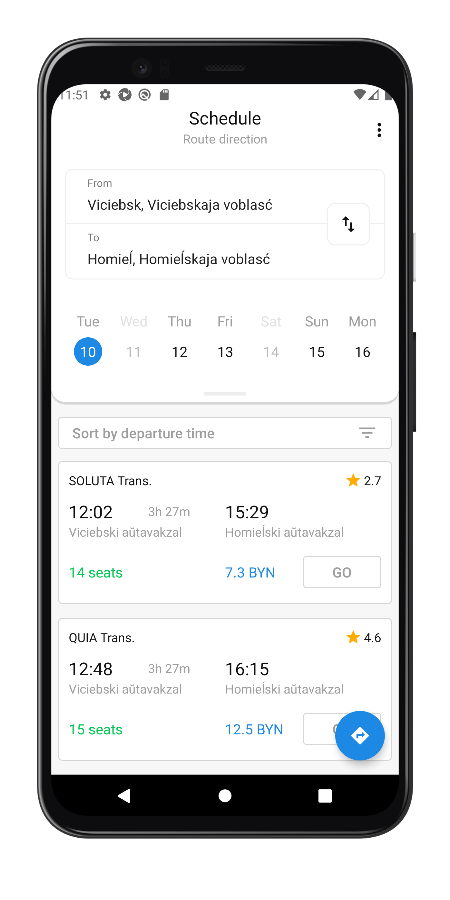 11:51
Schedule
Route direction
From
Viciebsk, Viciebskaja voblasć
To
Homieĺ, Homieĺskaja voblasć
Tue Wed Thu Fri Sat Sun Mon
10 11 12 13 14 15 16
Sort by departure time
SOLUTA Trans. 2.7
12:02 3h 27m 15:29
Viciebski aŭtavakzal Homieĺski aŭtavakzal
14 seats 7.3 BYN GO
QUIA Trans. 4.6
12:48 3h 27m 16:15
Viciebski aŭtavakzal Homieĺski aŭtavakzal
15 seats 12.5 BYN